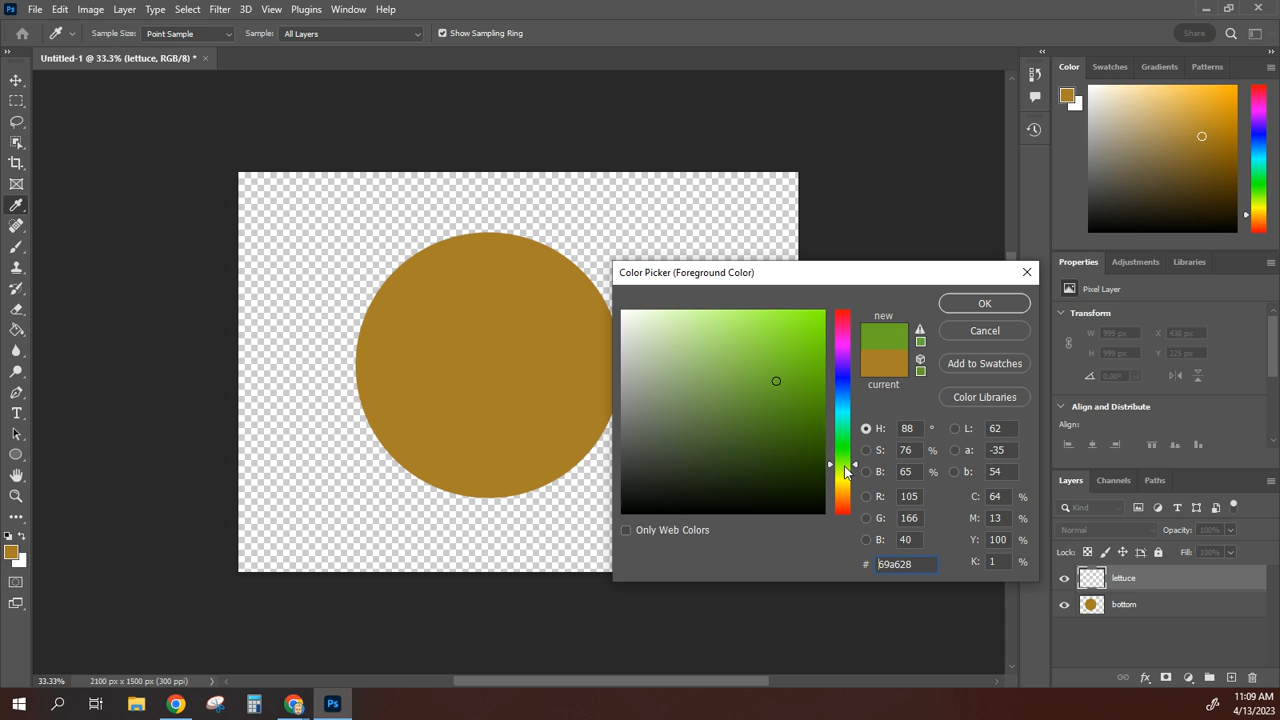 Ps File Edit Image Layer Type Select Filter 3D View Plugins Window Help
Sample Size: Point Sample Sample: All Layers Show Sampling Ring Share
Untitled-1 @ 33.3% (lettuce, RGB/8) * ×
Color Swatches Gradients Patterns
Properties Adjustments Libraries
Pixel Layer
Transform
W 999 px X 438 px
H 999 px Y 225 px
0.00°
Align and Distribute
Align:
Layers Channels Paths
Kind
Normal Opacity: 100%
Lock: Fill: 100%
lettuce
bottom
Color Picker (Foreground Color)
new
current
OK
Cancel
Add to Swatches
Color Libraries
H: 88 ° L: 62
S: 76 % a: -35
B: 65 % b: 54
R: 105 C: 64 %
G: 166 M: 13 %
B: 40 Y: 100 %
# 69a628 K: 1 %
Only Web Colors
33.33% 2100 px x 1500 px (300 ppi)
Ps
11:09 AM
4/13/2023